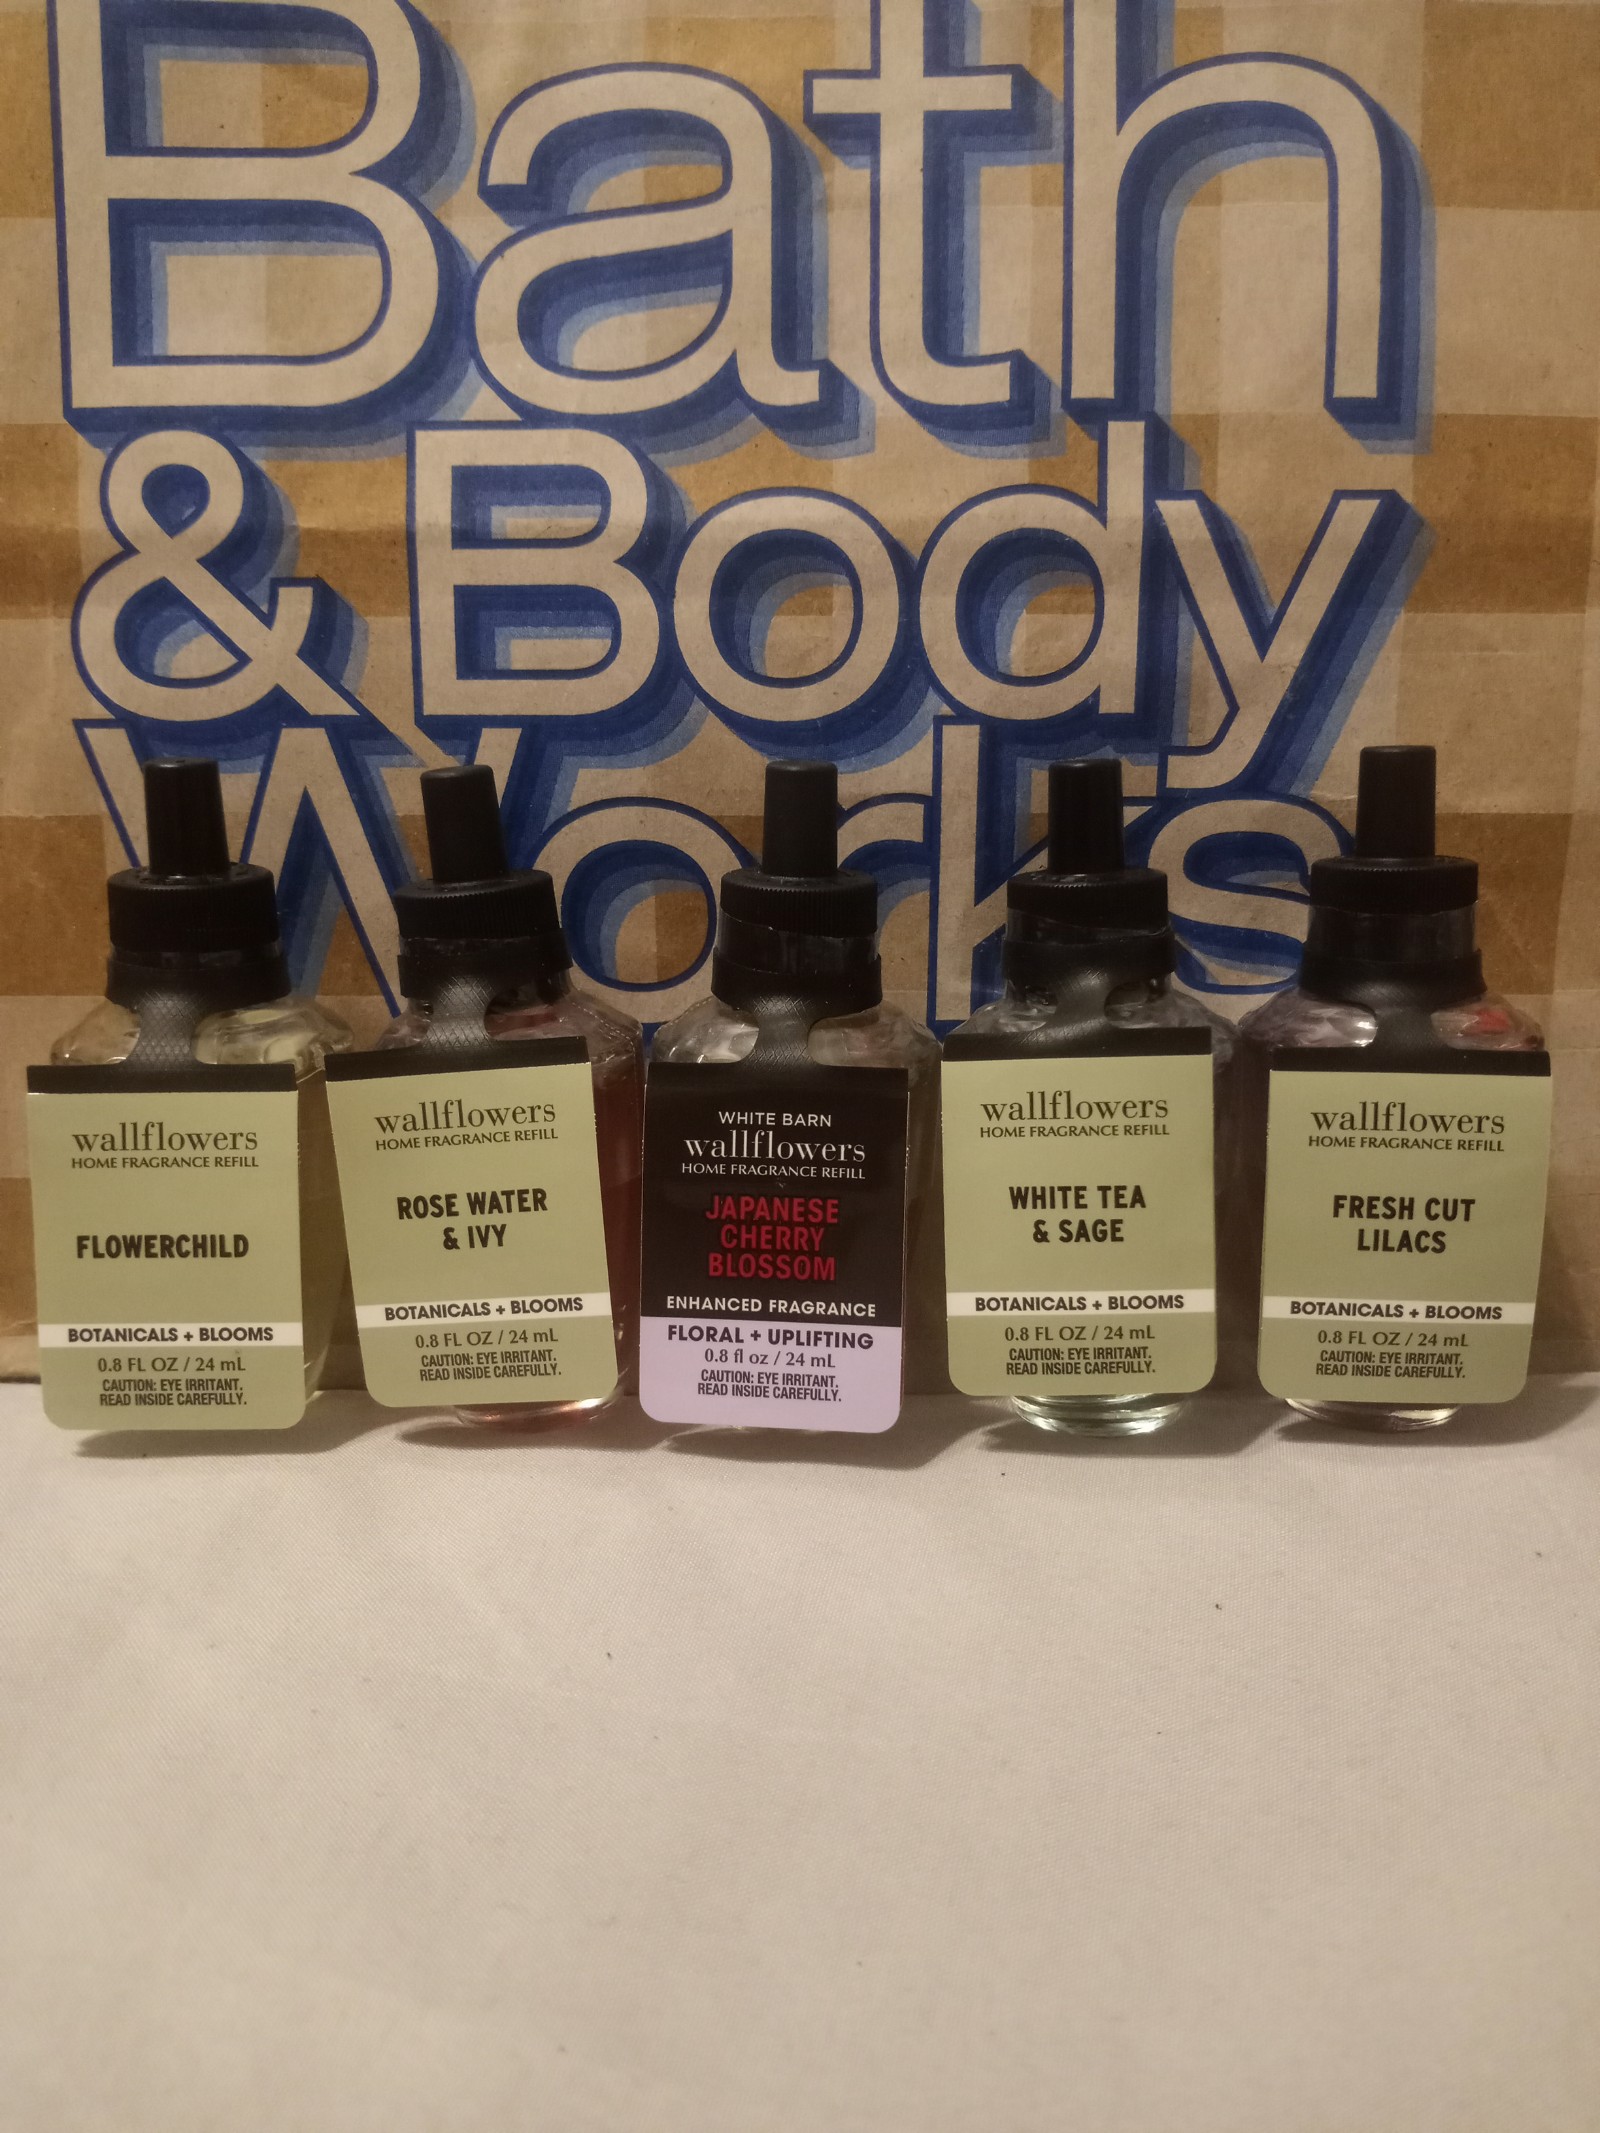 Bath
& Body
Works
wallflowers
HOME FRAGRANCE REFILL
FLOWERCHILD
BOTANICALS + BLOOMS
0.8 FL OZ / 24 mL
CAUTION: EYE IRRITANT.
READ INSIDE CAREFULLY.
wallflowers
HOME FRAGRANCE REFILL
ROSE WATER
& IVY
BOTANICALS + BLOOMS
0.8 FL OZ / 24 mL
CAUTION: EYE IRRITANT.
READ INSIDE CAREFULLY.
WHITE BARN
wallflowers
HOME FRAGRANCE REFILL
JAPANESE
CHERRY
BLOSSOM
ENHANCED FRAGRANCE
FLORAL + UPLIFTING
0.8 fl oz / 24 mL
CAUTION: EYE IRRITANT.
READ INSIDE CAREFULLY.
wallflowers
HOME FRAGRANCE REFILL
WHITE TEA
& SAGE
BOTANICALS + BLOOMS
0.8 FL OZ / 24 mL
CAUTION: EYE IRRITANT.
READ INSIDE CAREFULLY.
wallflowers
HOME FRAGRANCE REFILL
FRESH CUT
LILACS
BOTANICALS + BLOOMS
0.8 FL OZ / 24 mL
CAUTION: EYE IRRITANT.
READ INSIDE CAREFULLY.